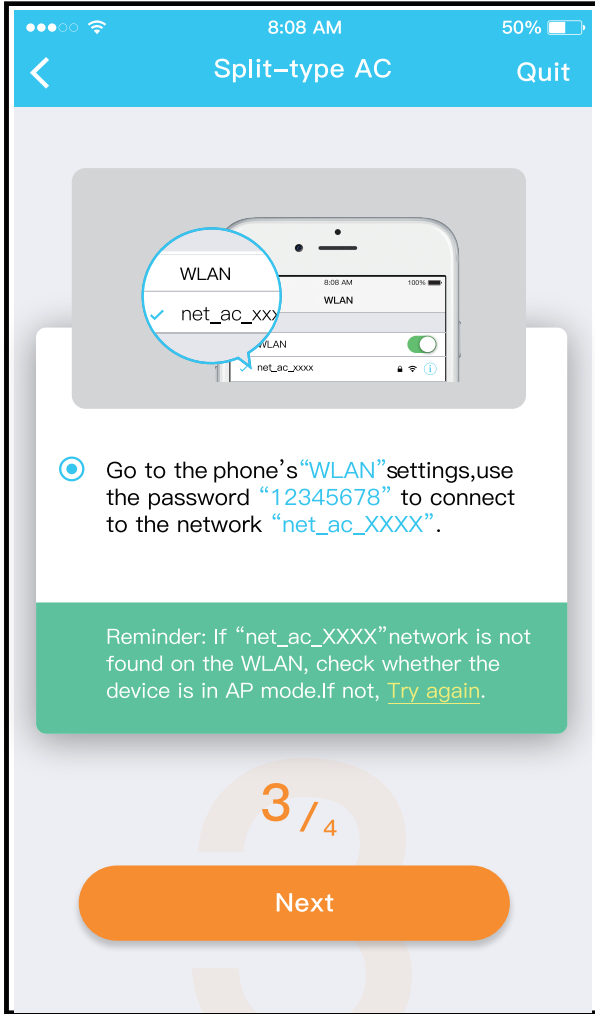 8:08 AM
50%
Split-type AC
Quit
WLAN
net_ac_xxx
8:08 AM
100%
WLAN
WLAN
net_ac_xxxx
Go to the phone’s“WLAN”settings,use
the password “12345678” to connect
to the network “net_ac_XXXX”.
Reminder: If “net_ac_XXXX”network is not
found on the WLAN, check whether the
device is in AP mode.If not, Try again.
3/4
Next